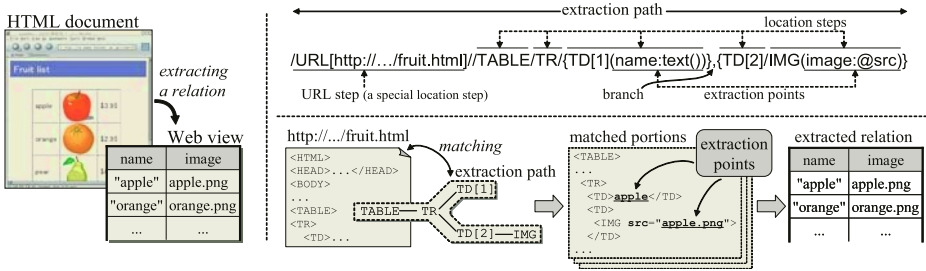 HTML document
Fruit list
apple
$2.95
orange
pear
extracting
a relation
Web view
name image
"apple" apple.png
"orange" orange.png
... ...
extraction path
location steps
/URL[http://… /fruit.html]//TABLE/TR/{TD[1](name:text())},{TD[2]/IMG(image:@src)}
URL step (a special location step)
branch
extraction points
http://.../fruit.html
matching
extraction path
<HTML>
<HEAD>...</HEAD>
<BODY>
...
<TABLE>
<TR>
<TD>...
TABLE TR
TD[1]
TD[2] IMG
matched portions
extraction
points
<TABLE>
...
<TR>
<TD>apple</TD>
<TD>
<IMG src="apple.png">
</TD>
...
extracted relation
name image
"apple" apple.png
"orange" orange.png
... ...